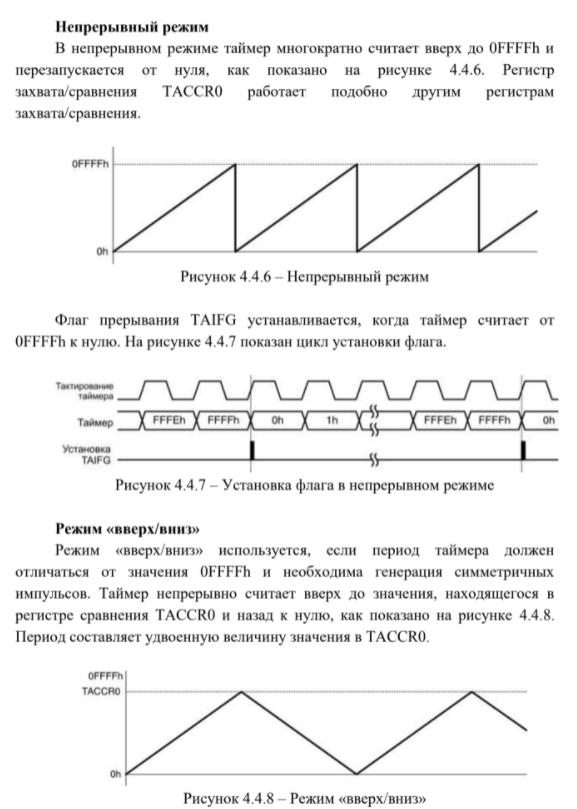 Непрерывный режим
В непрерывном режиме таймер многократно считает вверх до 0FFFFh и
перезапускается от нуля, как показано на рисунке 4.4.6. Регистр
захвата/сравнения TACCR0 работает подобно другим регистрам
захвата/сравнения.
0FFFFh
0h
Рисунок 4.4.6 – Непрерывный режим
Флаг прерывания TAIFG устанавливается, когда таймер считает от
0FFFFh к нулю. На рисунке 4.4.7 показан цикл установки флага.
Тактирование
таймера
Таймер FFFEh FFFFh 0h 1h FFFEh FFFFh 0h
Установка
TAIFG
Рисунок 4.4.7 – Установка флага в непрерывном режиме
Режим «вверх/вниз»
Режим «вверх/вниз» используется, если период таймера должен
отличаться от значения 0FFFFh и необходима генерация симметричных
импульсов. Таймер непрерывно считает вверх до значения, находящегося в
регистре сравнения TACCR0 и назад к нулю, как показано на рисунке 4.4.8.
Период составляет удвоенную величину значения в TACCR0.
0FFFFh
TACCR0
0h
Рисунок 4.4.8 – Режим «вверх/вниз»